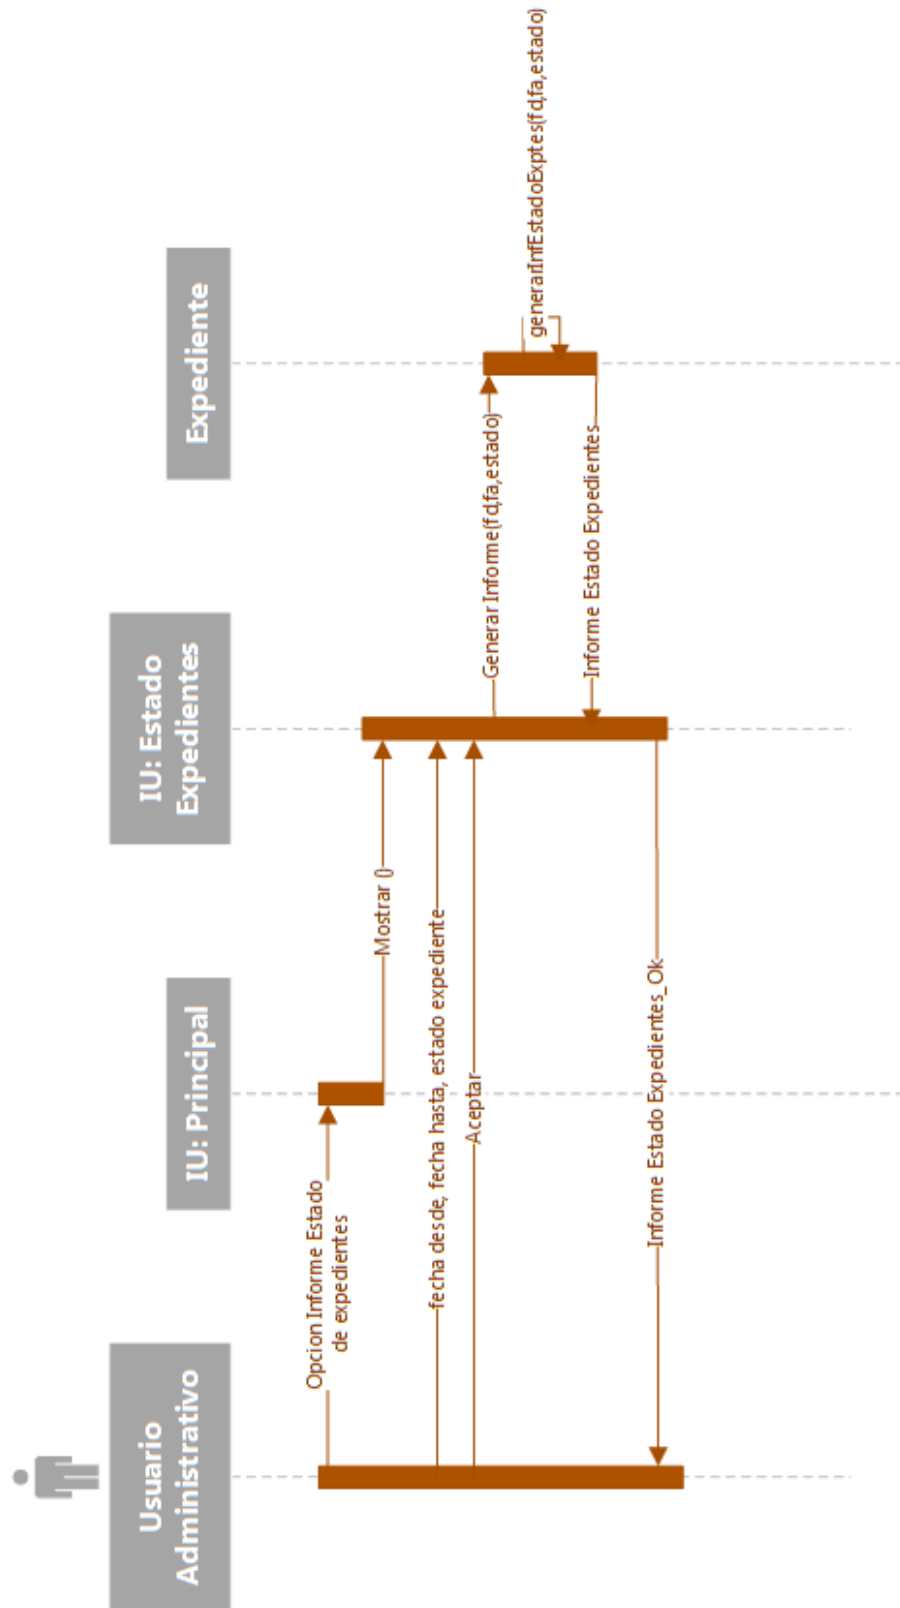 Usuario
Administrativo
IU: Principal
IU: Estado
Expedientes
Expediente
Opcion Informe Estado
de expedientes
Mostrar ()
fecha desde, fecha hasta, estado expediente
Aceptar
Generar Informe(fd,fa,estado)
generarInfEstadoExptes(fd,fa,estado)
Informe Estado Expedientes
Informe Estado Expedientes_Ok